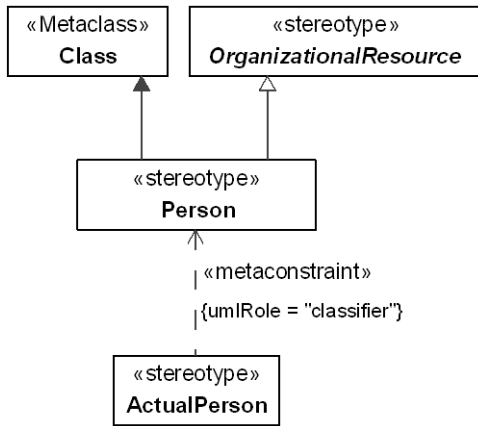 «Metaclass»
Class
«stereotype»
OrganizationalResource
«stereotype»
Person
«metaconstraint»
{umlRole = "classifier"}
«stereotype»
ActualPerson